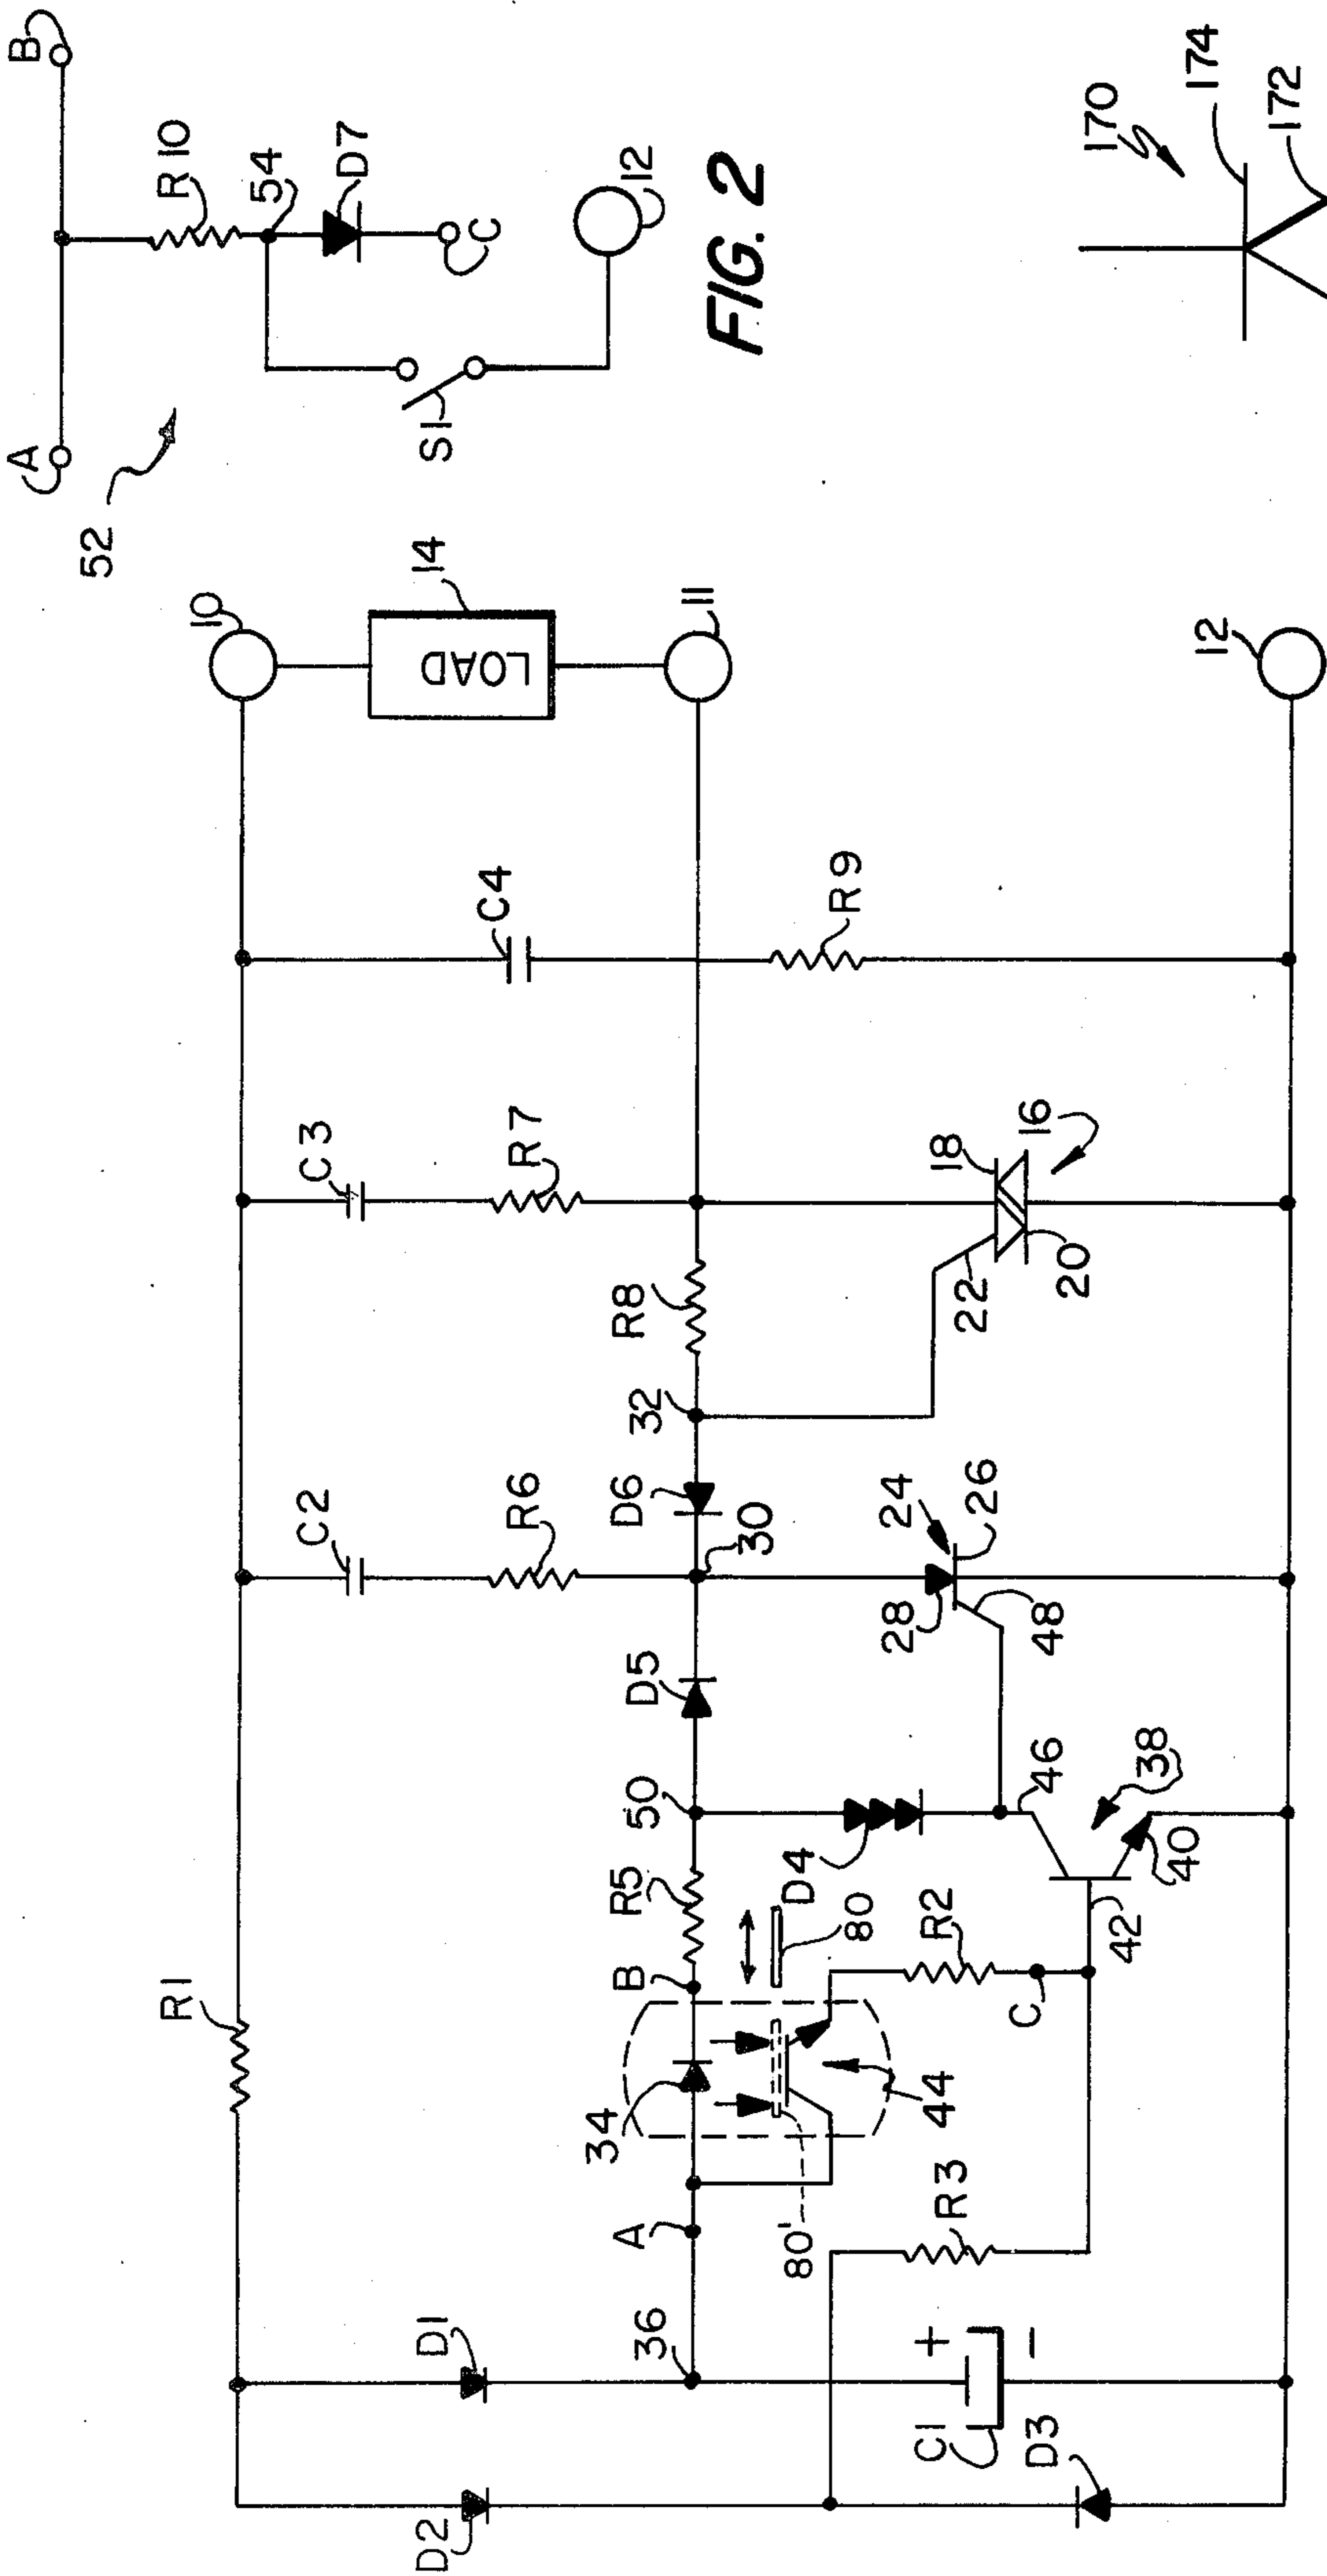 A
B
52
R10
54
D7
C
S1
12
FIG. 2
170
174
172
R1
10
C2
C3
C4
14
LOAD
R6
R7
D1
D2
36
A
34
B
R5
50
D5
30
D6
32
R8
11
80'
44
80
D4
24
28
26
48
22
18
16
20
R9
R3
R2
C
46
38
42
40
C1
+
−
D3
12